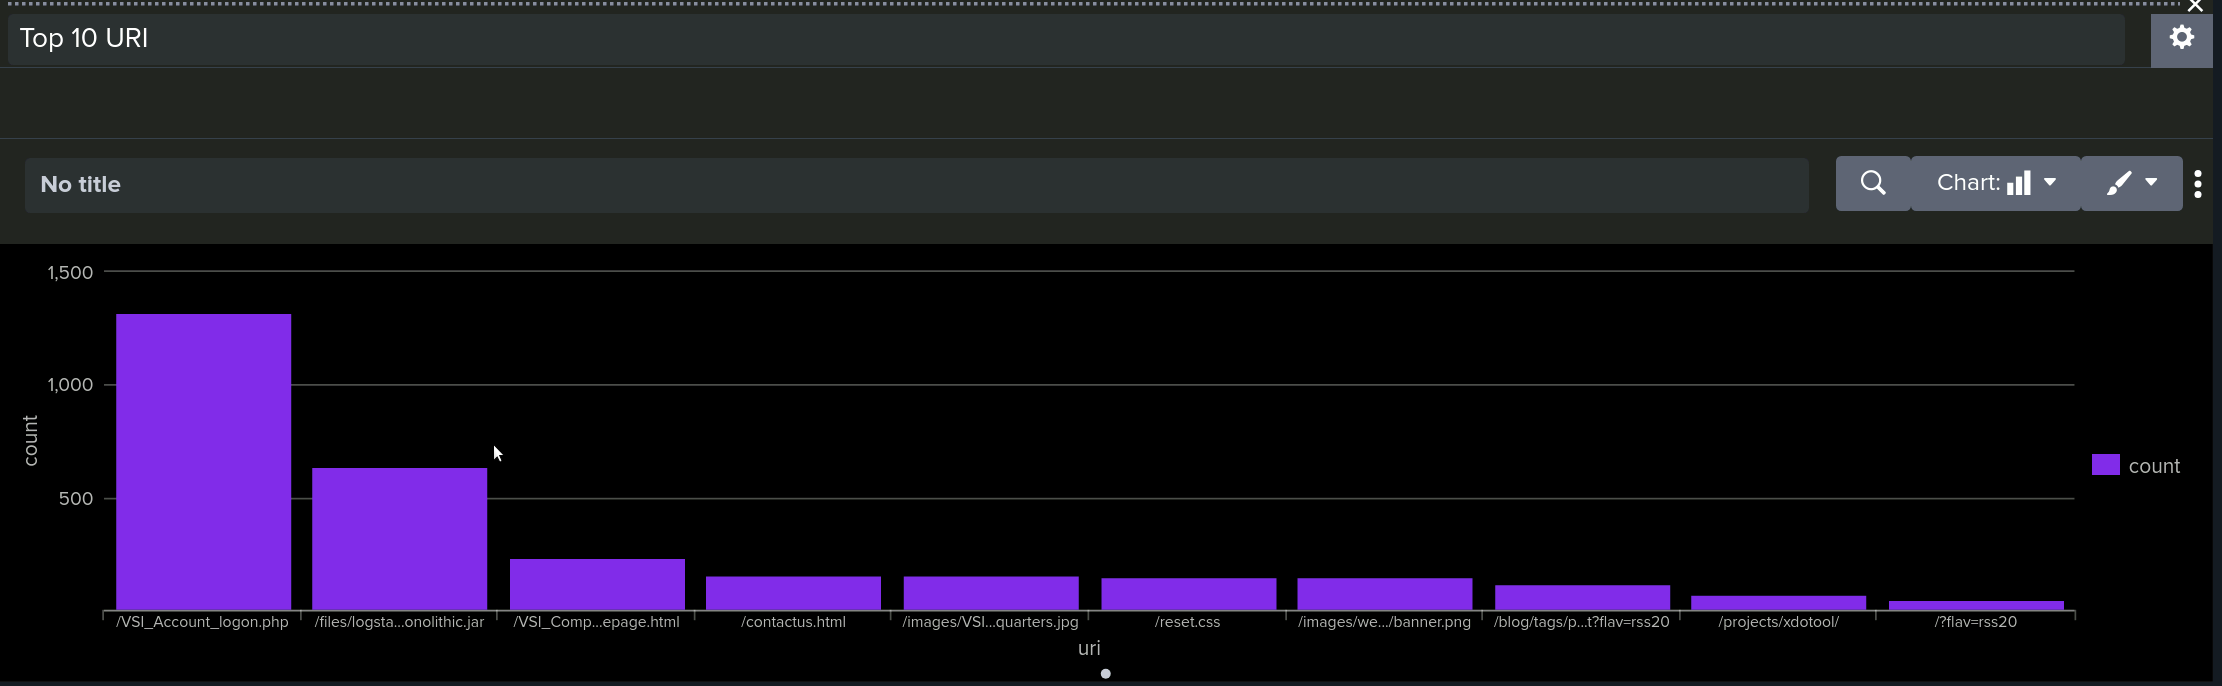 Top 10 URI
No title
Chart:
1,500
1,000
500
count
count
/VSI_Account_logon.php
/files/logsta...onolithic.jar
/VSI_Comp...epage.html
/contactus.html
/images/VSI...quarters.jpg
/reset.css
/images/we.../banner.png
/blog/tags/p...t?flav=rss20
/projects/xdotool/
/?flav=rss20
uri